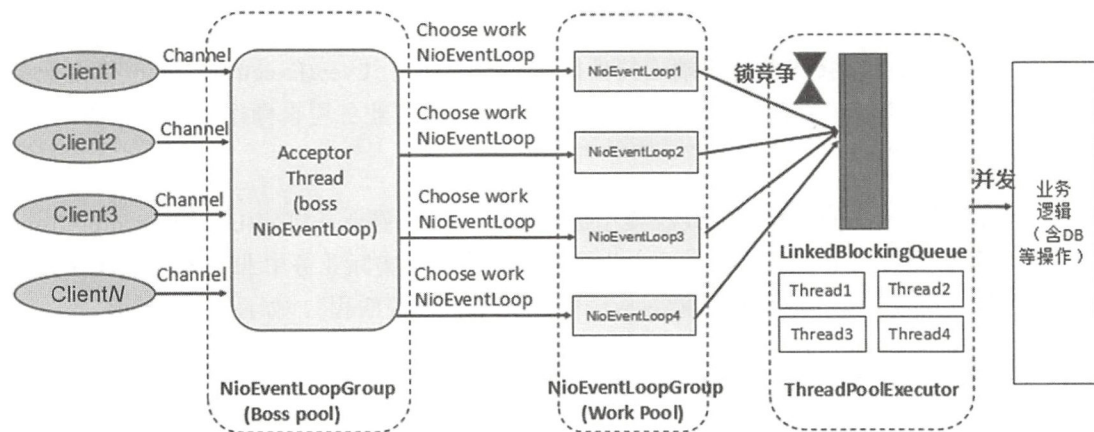 Client1
Client2
Client3
ClientN
Channel
Channel
Channel
Channel
Acceptor
Thread
(boss
NioEventLoop)
NioEventLoopGroup
(Boss pool)
Choose work
NioEventLoop
Choose work
NioEventLoop
Choose work
NioEventLoop
Choose work
NioEventLoop
NioEventLoop1
NioEventLoop2
NioEventLoop3
NioEventLoop4
NioEventLoopGroup
(Work Pool)
锁竞争
LinkedBlockingQueue
Thread1
Thread2
Thread3
Thread4
ThreadPoolExecutor
并发
业务
逻辑
（含DB
等操作）